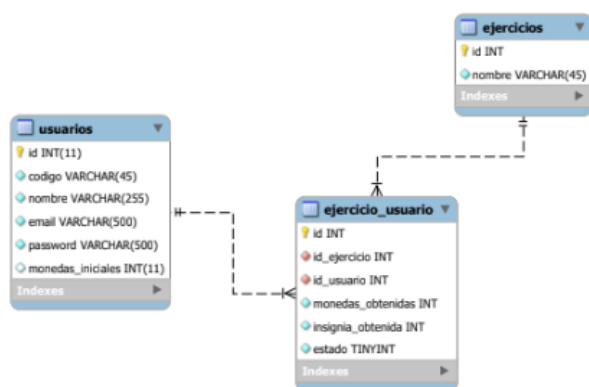 ejercicios
id INT
nombre VARCHAR(45)
Indexes
usuarios
id INT(11)
codigo VARCHAR(45)
nombre VARCHAR(255)
email VARCHAR(500)
password VARCHAR(500)
monedas_iniciales INT(11)
Indexes
ejercicio_usuario
id INT
id_ejercicio INT
id_usuario INT
monedas_obtenidas INT
insignia_obtenida INT
estado TINYINT
Indexes